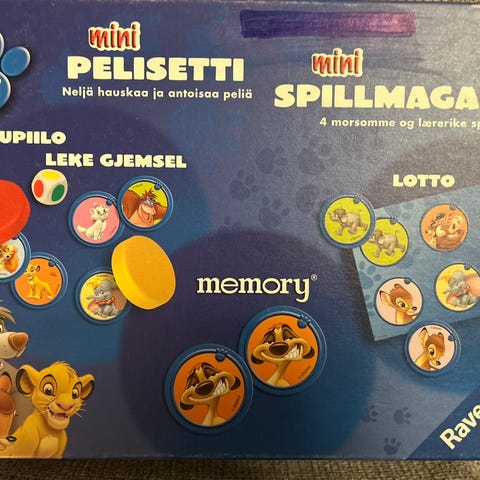 mini
PELISETTI
Neljä hauskaa ja antoisaa peliä
mini
SPILLMAGA
4 morsomme og lærerike sp
UPIILO
LEKE GJEMSEL
LOTTO
memory®
Rave